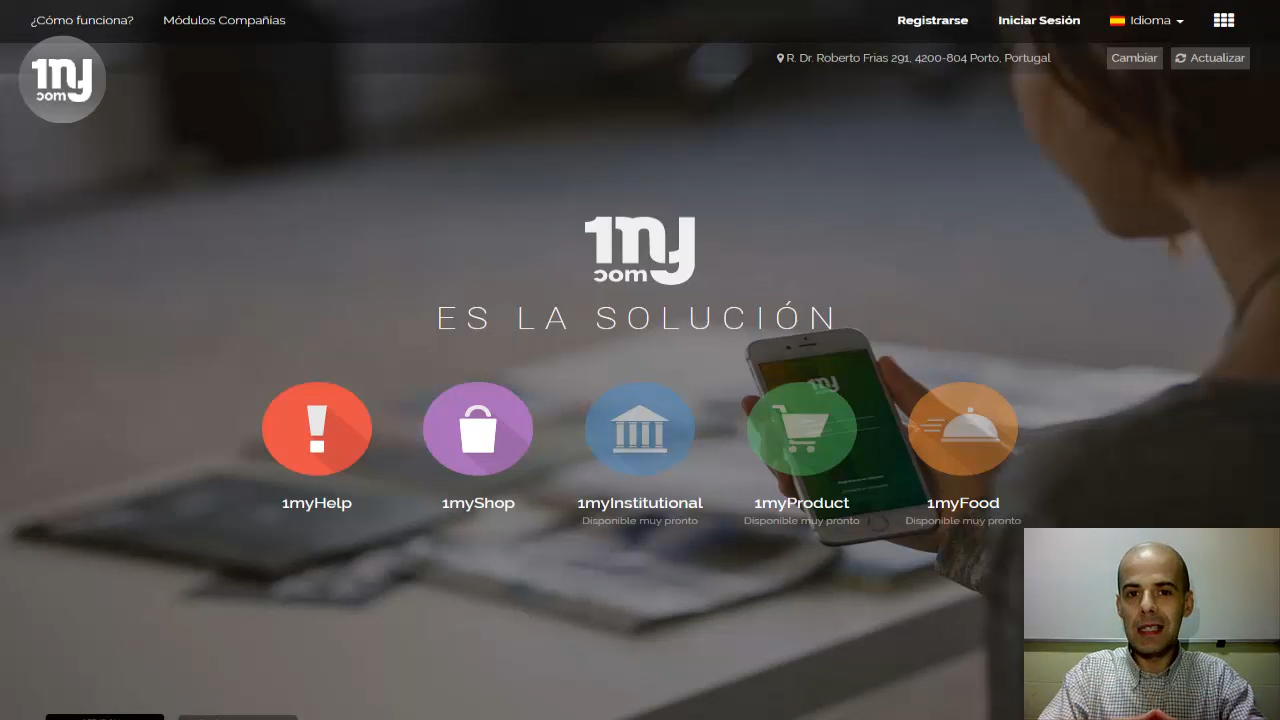 ¿Cómo funciona?
Módulos Compañías
Registrarse
Iniciar Sesión
Idioma
R. Dr. Roberto Frias 291, 4200-804 Porto, Portugal
Cambiar
Actualizar
1my
com
1my
com
ES LA SOLUCIÓN
1my
1myHelp
1myShop
1myInstitutional
Disponible muy pronto
1myProduct
Disponible muy pronto
1myFood
Disponible muy pronto